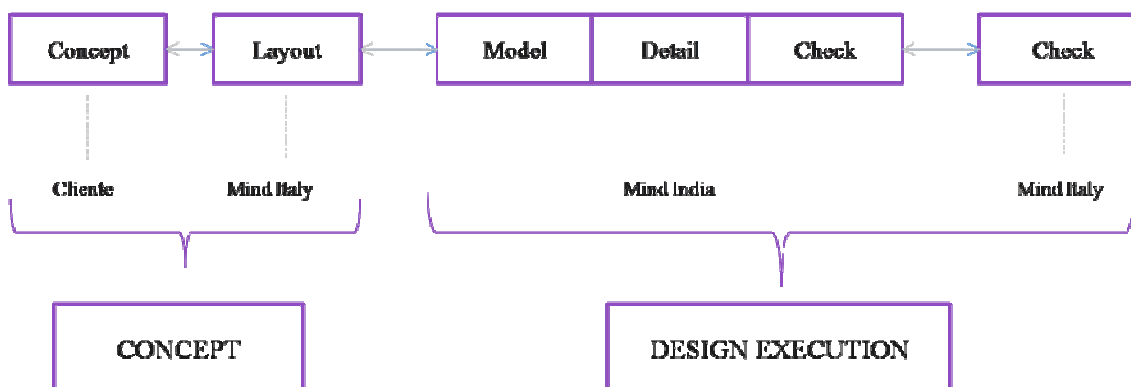 Concept Layout Model Detail Check Check
Cliente Mind Italy Mind India Mind Italy
CONCEPT DESIGN EXECUTION